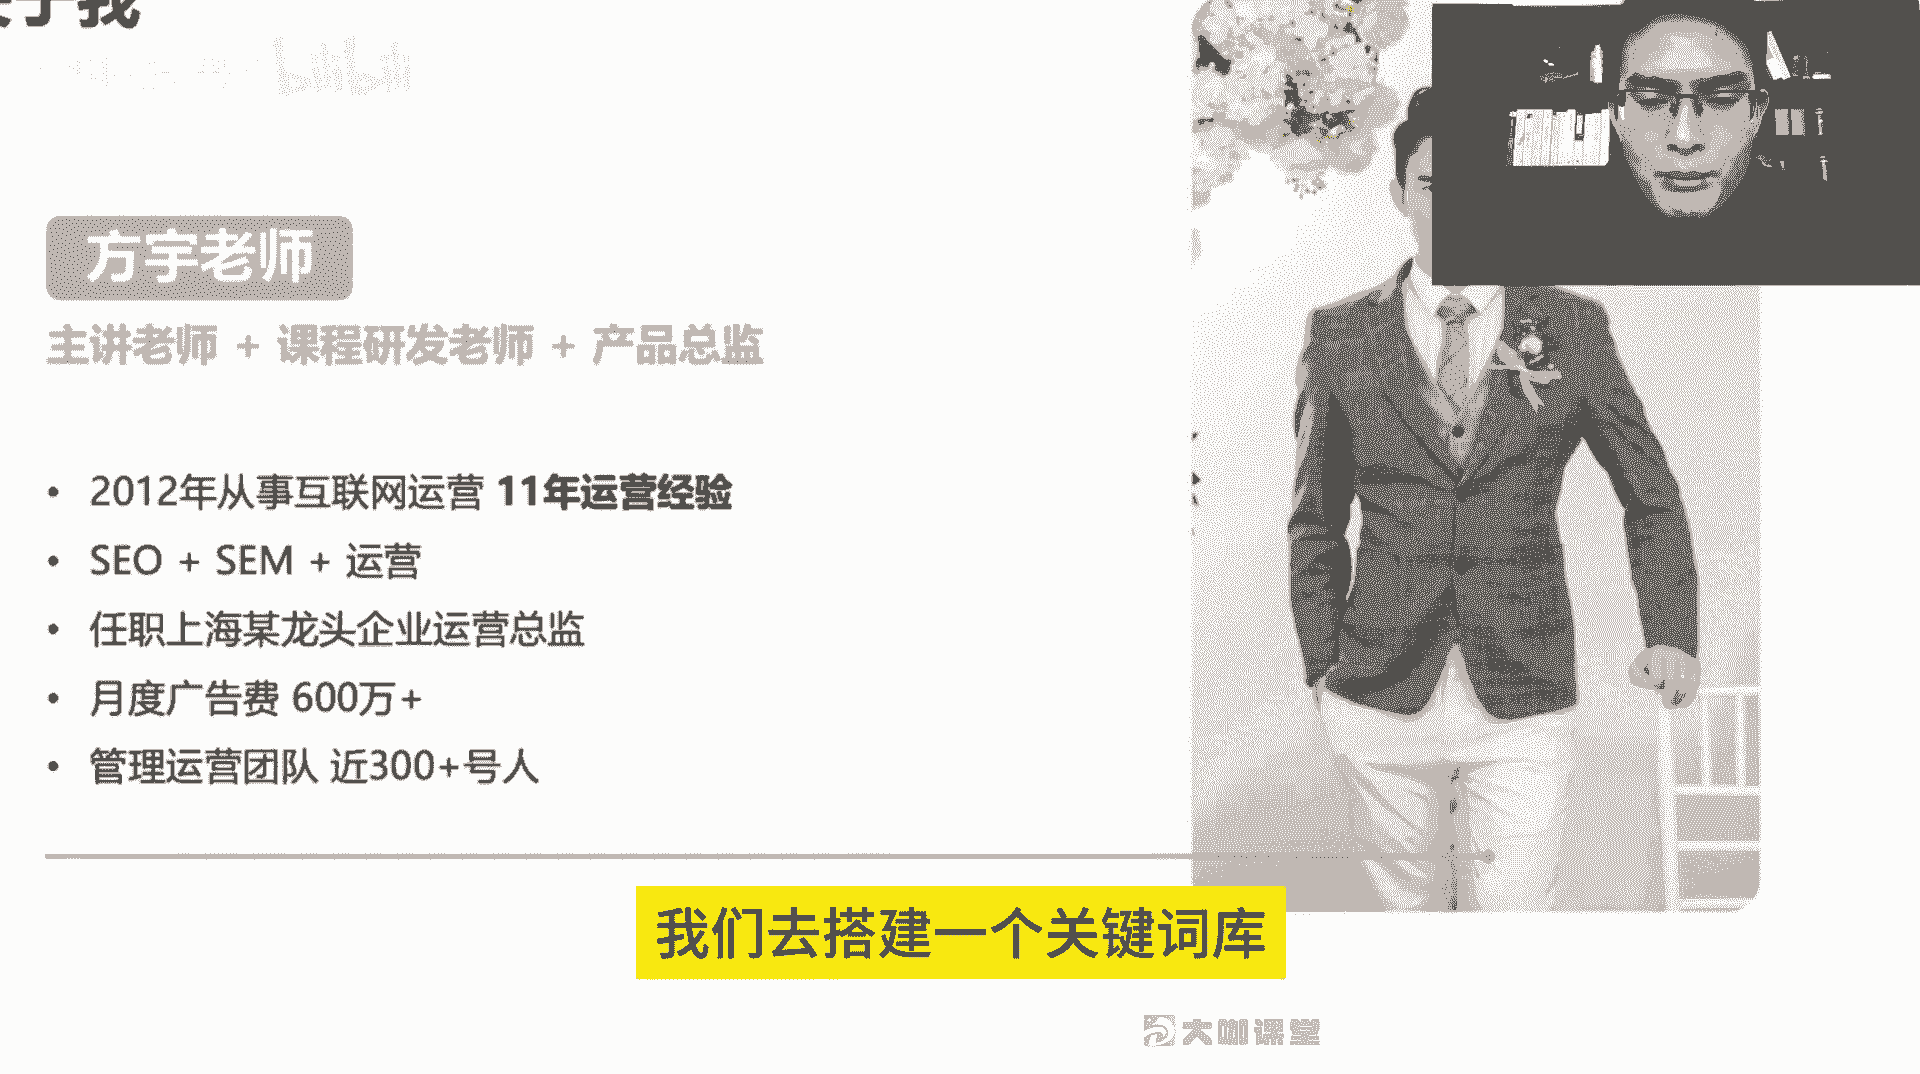 关于我
bilibili
方宇老师
主讲老师 + 课程研发老师 + 产品总监
• 2012年从事互联网运营 11年运营经验
• SEO + SEM + 运营
• 任职上海某龙头企业运营总监
• 月度广告费 600万+
• 管理运营团队 近300+号人
我们去搭建一个关键词库
大咖课堂